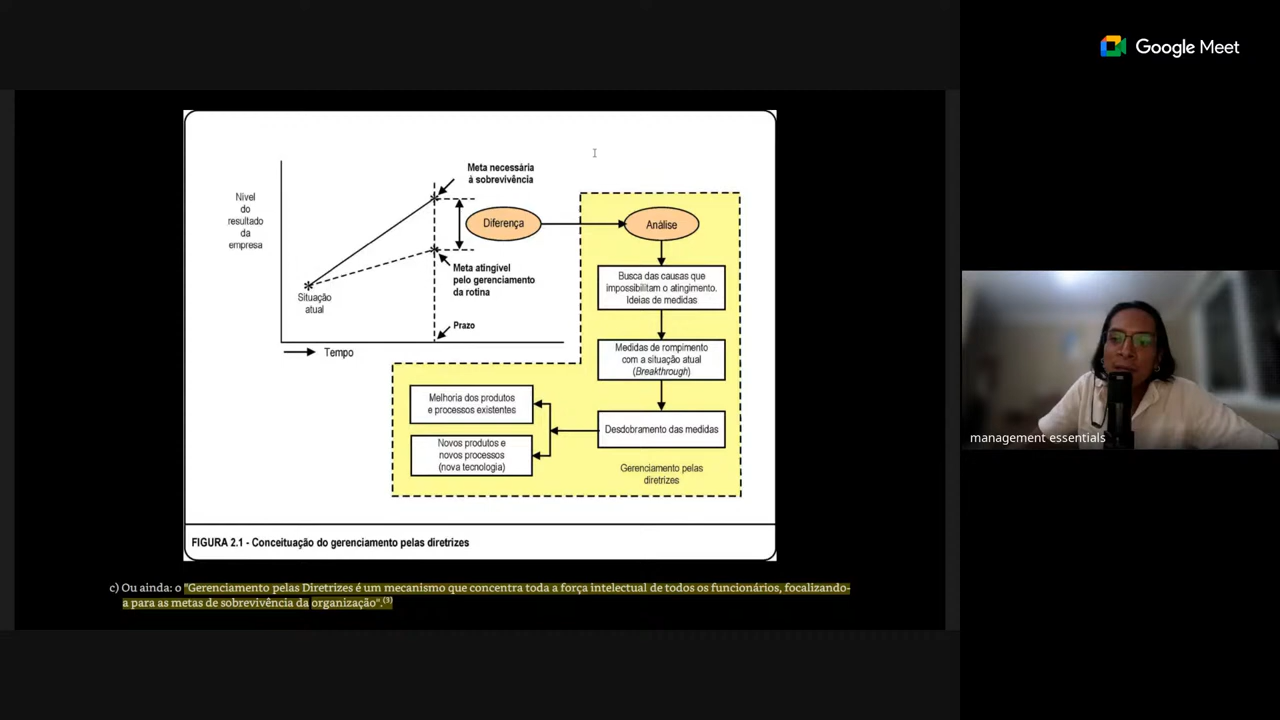 Google Meet
Meta necessária
à sobrevivência
Nível
do
resultado
da
empresa
Diferença
Análise
Meta atingível
pelo gerenciamento
da rotina
Situação
atual
Prazo
Tempo
Busca das causas que
impossibilitam o atingimento.
Ideias de medidas
Medidas de rompimento
com a situação atual
(Breakthrough)
Desdobramento das medidas
Melhoria dos produtos
e processos existentes
Novos produtos e
novos processos
(nova tecnologia)
Gerenciamento pelas
diretrizes
FIGURA 2.1 - Conceituação do gerenciamento pelas diretrizes
c) Ou ainda: o "Gerenciamento pelas Diretrizes é um mecanismo que concentra toda a força intelectual de todos os funcionários, focalizando-
a para as metas de sobrevivência da organização".(3)
management essentials